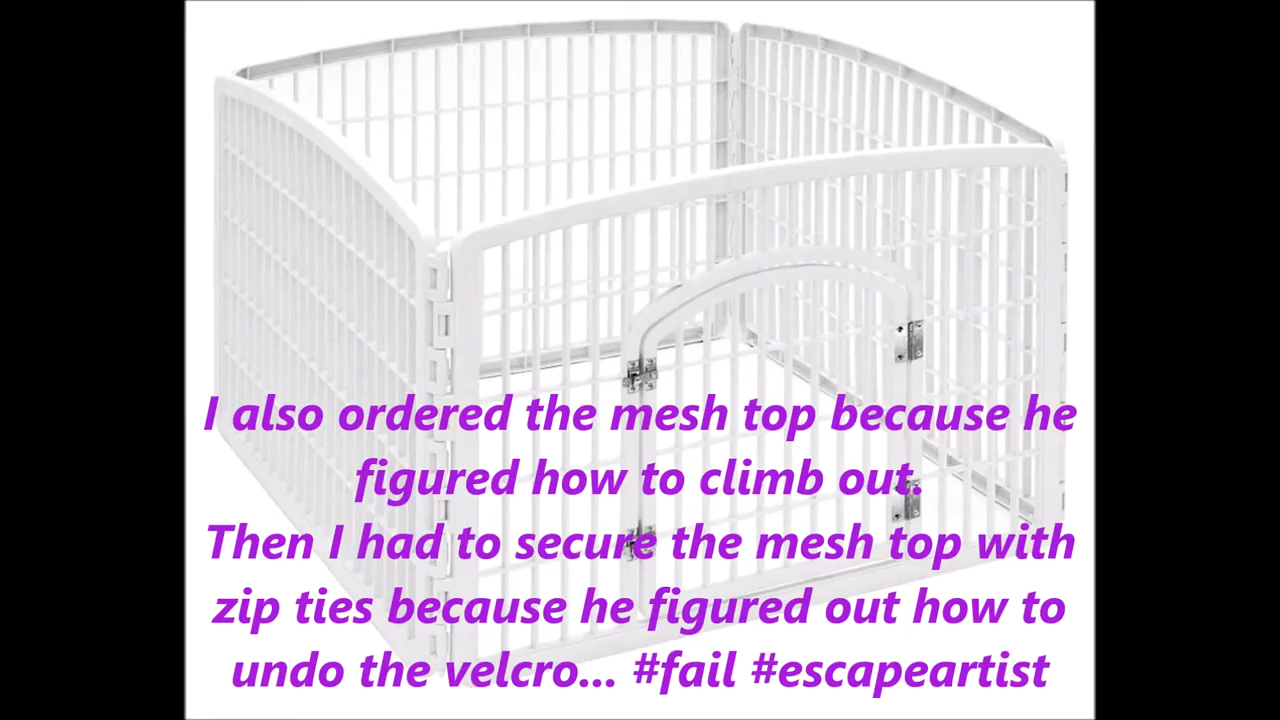 I also ordered the mesh top because he
figured how to climb out.
Then I had to secure the mesh top with
zip ties because he figured out how to
undo the velcro... #fail #escapeartist